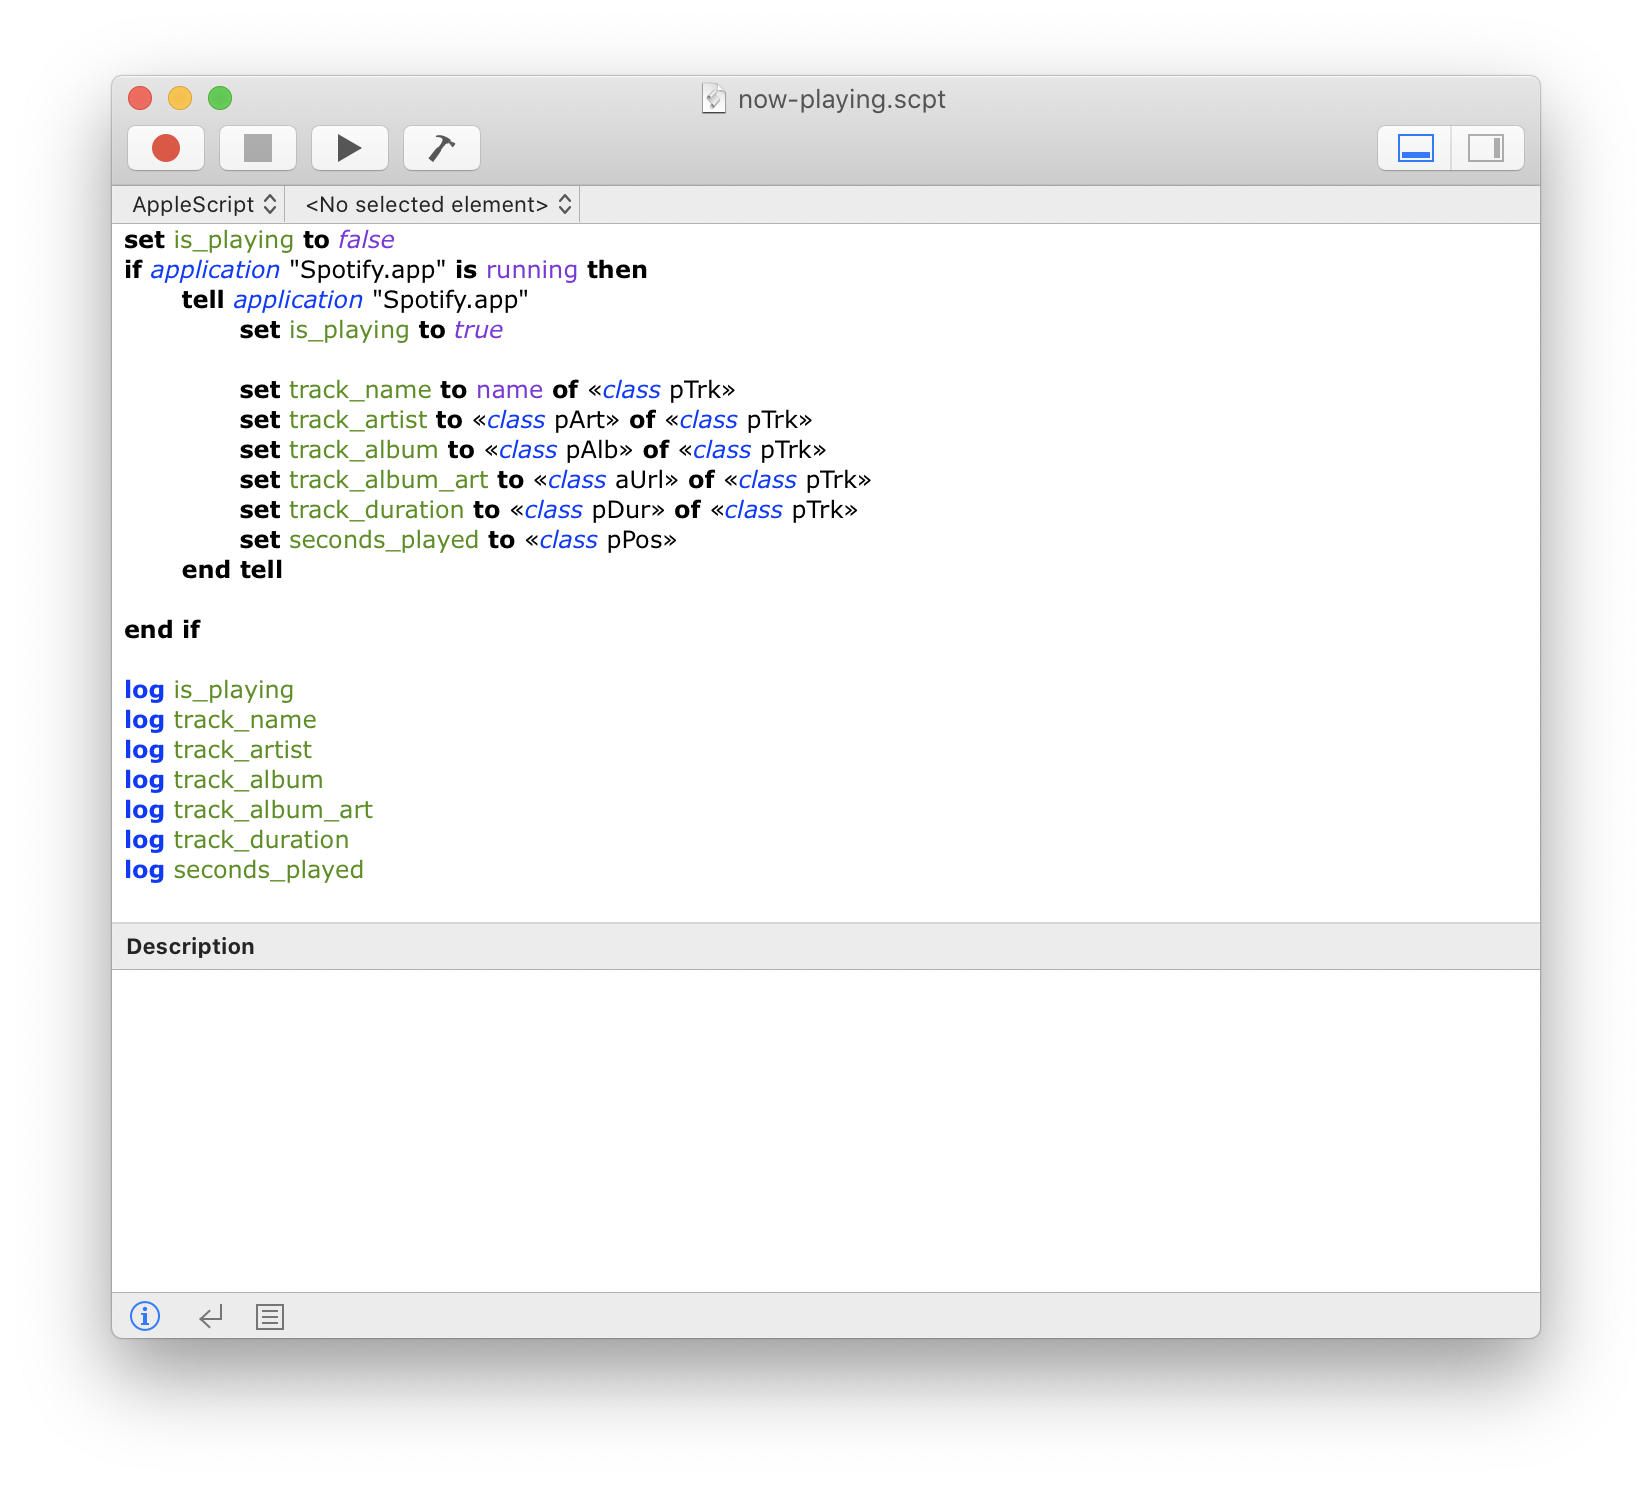 now-playing.scpt
AppleScript <No selected element>
set is_playing to false
if application "Spotify.app" is running then
tell application "Spotify.app"
set is_playing to true
set track_name to name of «class pTrk»
set track_artist to «class pArt» of «class pTrk»
set track_album to «class pAlb» of «class pTrk»
set track_album_art to «class aUrl» of «class pTrk»
set track_duration to «class pDur» of «class pTrk»
set seconds_played to «class pPos»
end tell
end if
log is_playing
log track_name
log track_artist
log track_album
log track_album_art
log track_duration
log seconds_played
Description